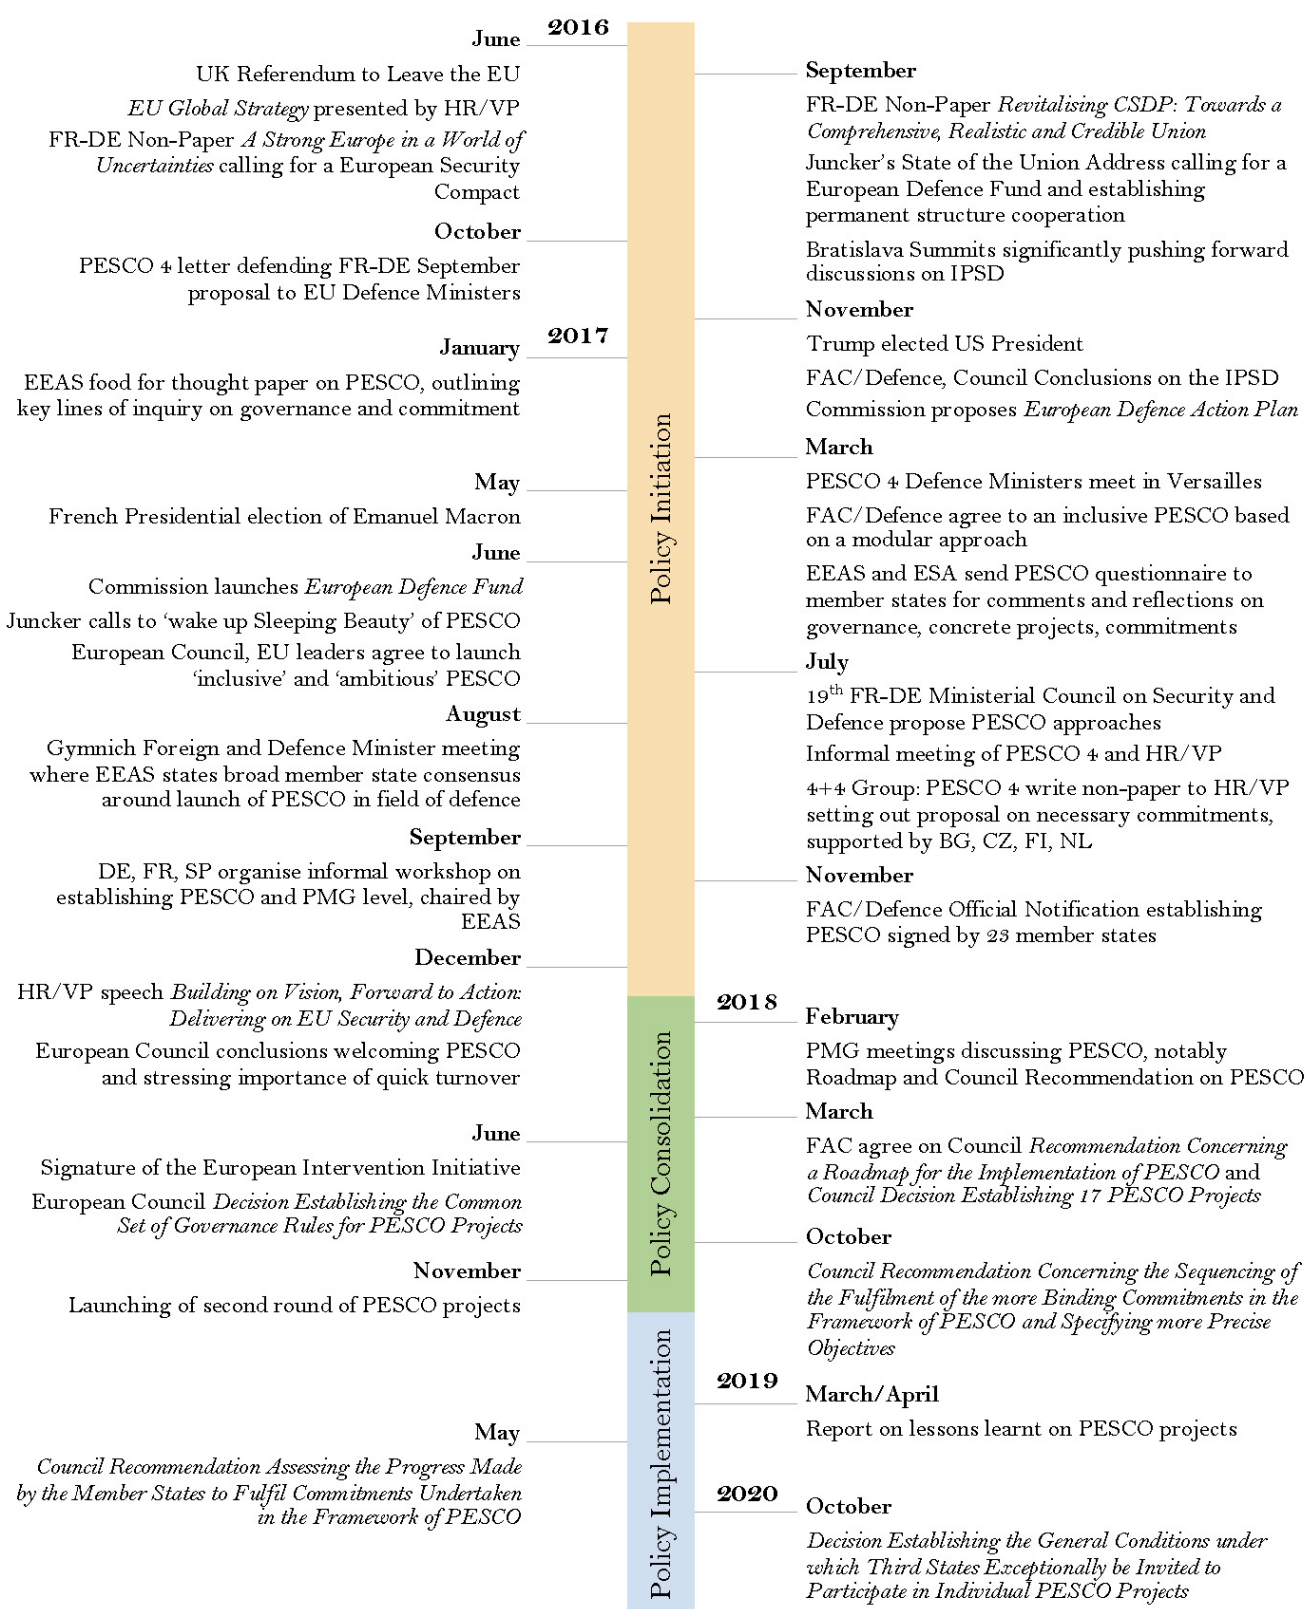 2016
June
UK Referendum to Leave the EU
EU Global Strategy presented by HR/VP
FR-DE Non-Paper A Strong Europe in a World of
Uncertainties calling for a European Security
Compact
September
FR-DE Non-Paper Revitalising CSDP: Towards a
Comprehensive, Realistic and Credible Union
Juncker's State of the Union Address calling for a
European Defence Fund and establishing
permanent structure cooperation
Bratislava Summits significantly pushing forward
discussions on IPSD
October
PESCO 4 letter defending FR-DE September
proposal to EU Defence Ministers
November
Trump elected US President
FAC/Defence, Council Conclusions on the IPSD
Commission proposes European Defence Action Plan
2017
January
EEAS food for thought paper on PESCO, outlining
key lines of inquiry on governance and commitment
March
PESCO 4 Defence Ministers meet in Versailles
FAC/Defence agree to an inclusive PESCO based
on a modular approach
EEAS and ESA send PESCO questionnaire to
member states for comments and reflections on
governance, concrete projects, commitments
May
French Presidential election of Emanuel Macron
June
Commission launches European Defence Fund
Juncker calls to ‘wake up Sleeping Beauty’ of PESCO
European Council, EU leaders agree to launch
‘inclusive’ and ‘ambitious’ PESCO
July
19th FR-DE Ministerial Council on Security and
Defence propose PESCO approaches
Informal meeting of PESCO 4 and HR/VP
4+4 Group: PESCO 4 write non-paper to HR/VP
setting out proposal on necessary commitments,
supported by BG, CZ, FI, NL
August
Gymnich Foreign and Defence Minister meeting
where EEAS states broad member state consensus
around launch of PESCO in field of defence
September
DE, FR, SP organise informal workshop on
establishing PESCO and PMG level, chaired by
EEAS
November
FAC/Defence Official Notification establishing
PESCO signed by 23 member states
December
HR/VP speech Building on Vision, Forward to Action:
Delivering on EU Security and Defence
European Council conclusions welcoming PESCO
and stressing importance of quick turnover
Policy Initiation
2018
February
PMG meetings discussing PESCO, notably
Roadmap and Council Recommendation on PESCO
March
FAC agree on Council Recommendation Concerning
a Roadmap for the Implementation of PESCO and
Council Decision Establishing 17 PESCO Projects
June
Signature of the European Intervention Initiative
European Council Decision Establishing the Common
Set of Governance Rules for PESCO Projects
October
Council Recommendation Concerning the Sequencing of
the Fulfilment of the more Binding Commitments in the
Framework of PESCO and Specifying more Precise
Objectives
November
Launching of second round of PESCO projects
Policy Consolidation
2019
March/April
Report on lessons learnt on PESCO projects
May
Council Recommendation Assessing the Progress Made
by the Member States to Fulfil Commitments Undertaken
in the Framework of PESCO
2020
October
Decision Establishing the General Conditions under
which Third States Exceptionally be Invited to
Participate in Individual PESCO Projects
Policy Implementation